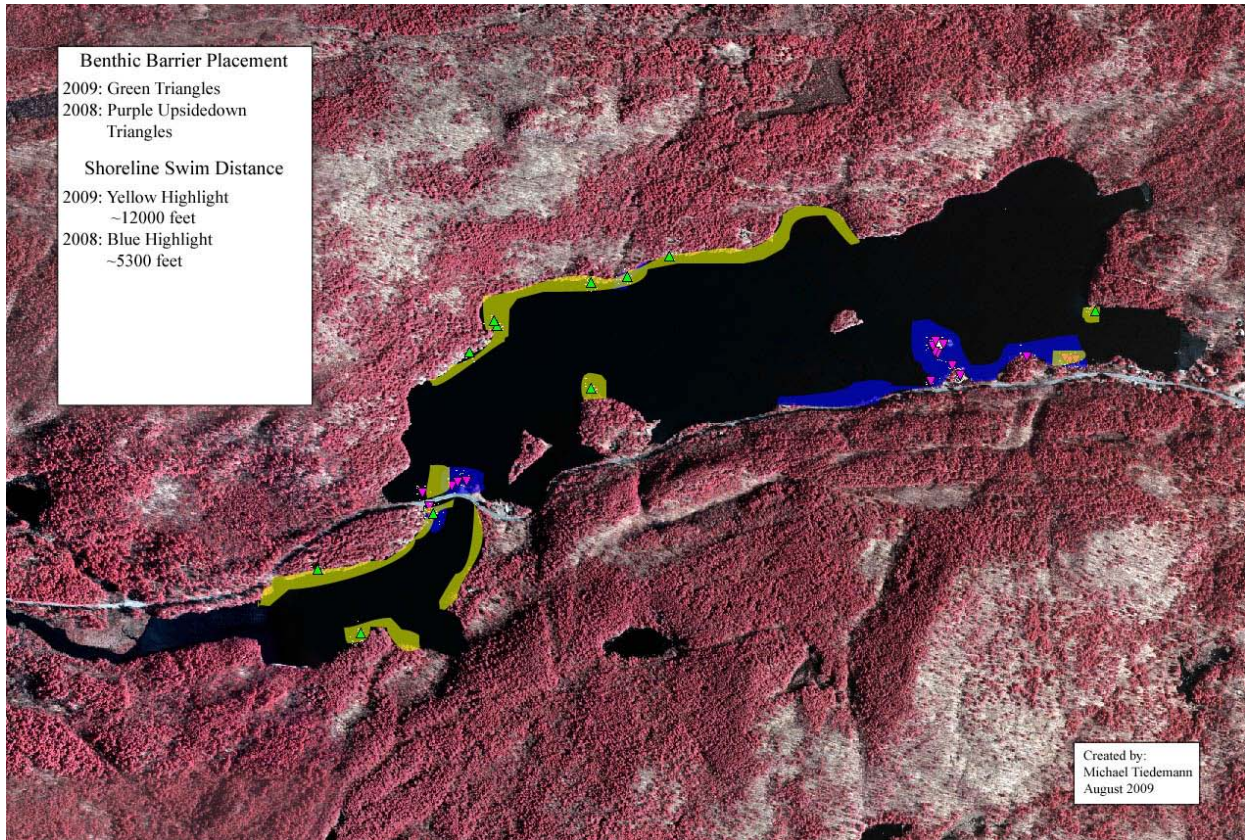 Benthic Barrier Placement
2009: Green Triangles
2008: Purple Upsidedown
Triangles
Shoreline Swim Distance
2009: Yellow Highlight
~12000 feet
2008: Blue Highlight
~5300 feet
Created by:
Michael Tiedemann
August 2009